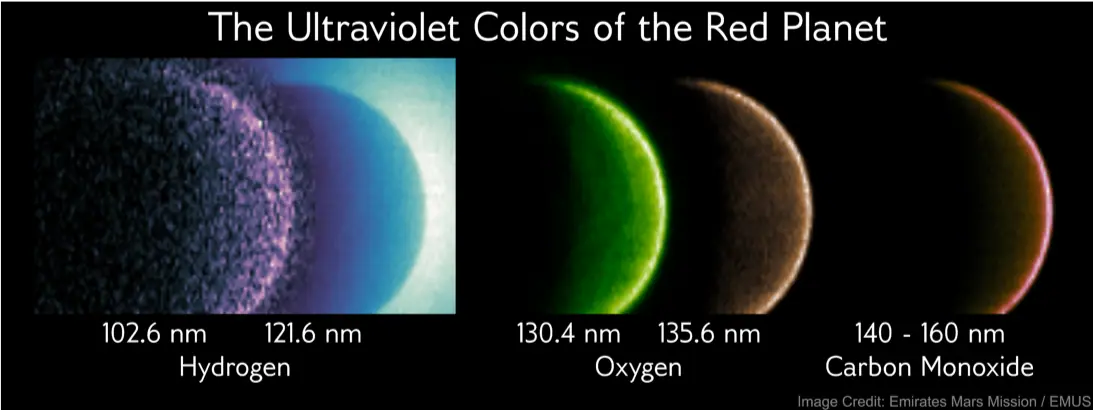 The Ultraviolet Colors of the Red Planet
102.6 nm 121.6 nm 130.4 nm 135.6 nm 140 - 160 nm
Hydrogen Oxygen Carbon Monoxide
Image Credit: Emirates Mars Mission / EMUS